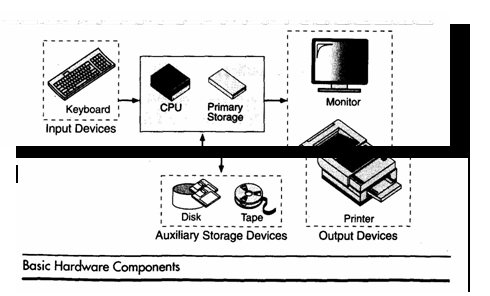 Keyboard
Input Devices
CPU
Primary
Storage
Monitor
Disk
Tape
Auxiliary Storage Devices
Printer
Output Devices
Basic Hardware Components